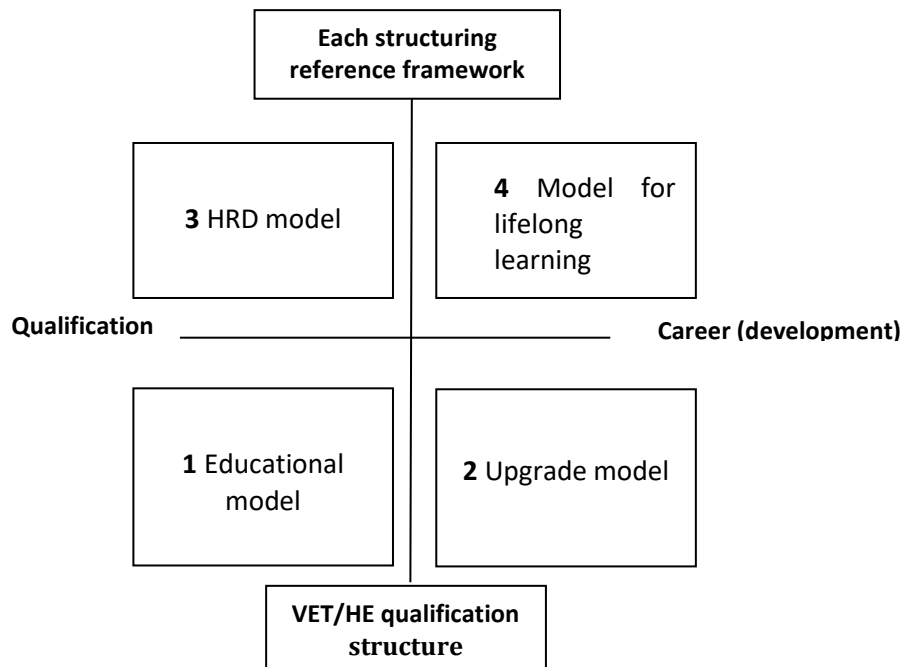 Each structuring
reference framework
3 HRD model
4 Model for
lifelong
learning
Qualification
Career (development)
1 Educational
model
2 Upgrade model
VET/HE qualification
structure